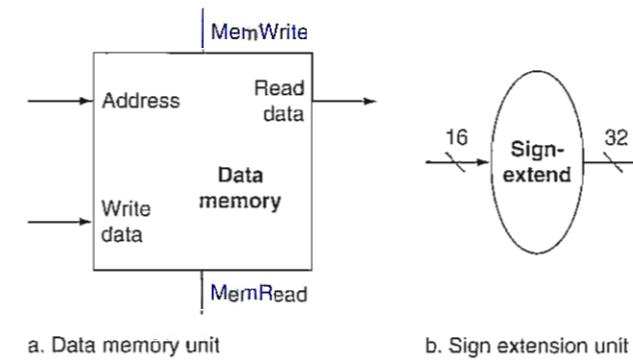 MemWrite
Address
Read
data
Data
memory
Write
data
MemRead
16
Sign-
extend
32
a. Data memory unit
b. Sign extension unit